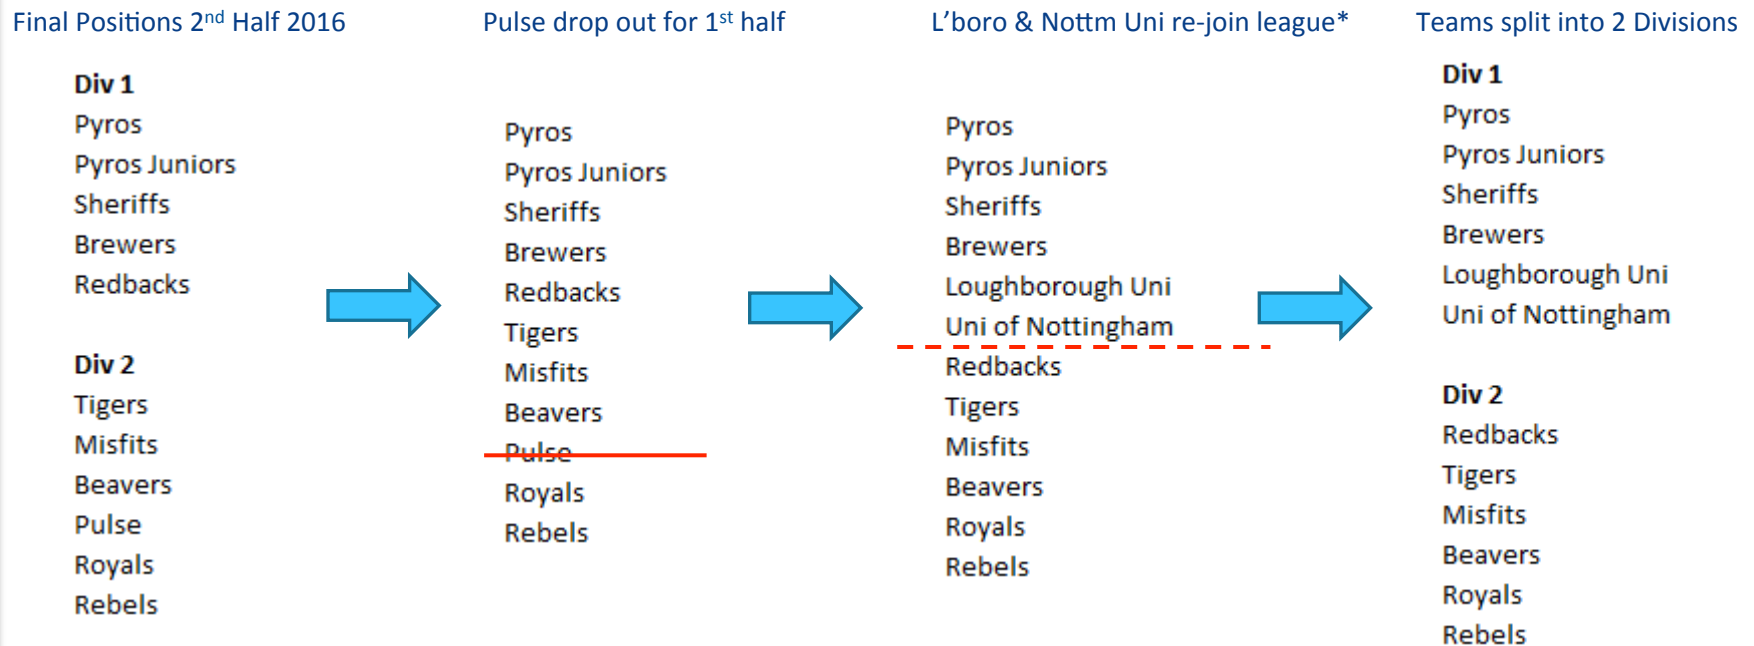 Final Positions 2nd Half 2016
Div 1
Pyros
Pyros Juniors
Sheriffs
Brewers
Redbacks
Div 2
Tigers
Misfits
Beavers
Pulse
Royals
Rebels
Pulse drop out for 1st half
Pyros
Pyros Juniors
Sheriffs
Brewers
Redbacks
Tigers
Misfits
Beavers
Pulse
Royals
Rebels
L’boro & Nottm Uni re-join league*
Pyros
Pyros Juniors
Sheriffs
Brewers
Loughborough Uni
Uni of Nottingham
Redbacks
Tigers
Misfits
Beavers
Royals
Rebels
Teams split into 2 Divisions
Div 1
Pyros
Pyros Juniors
Sheriffs
Brewers
Loughborough Uni
Uni of Nottingham
Div 2
Redbacks
Tigers
Misfits
Beavers
Royals
Rebels